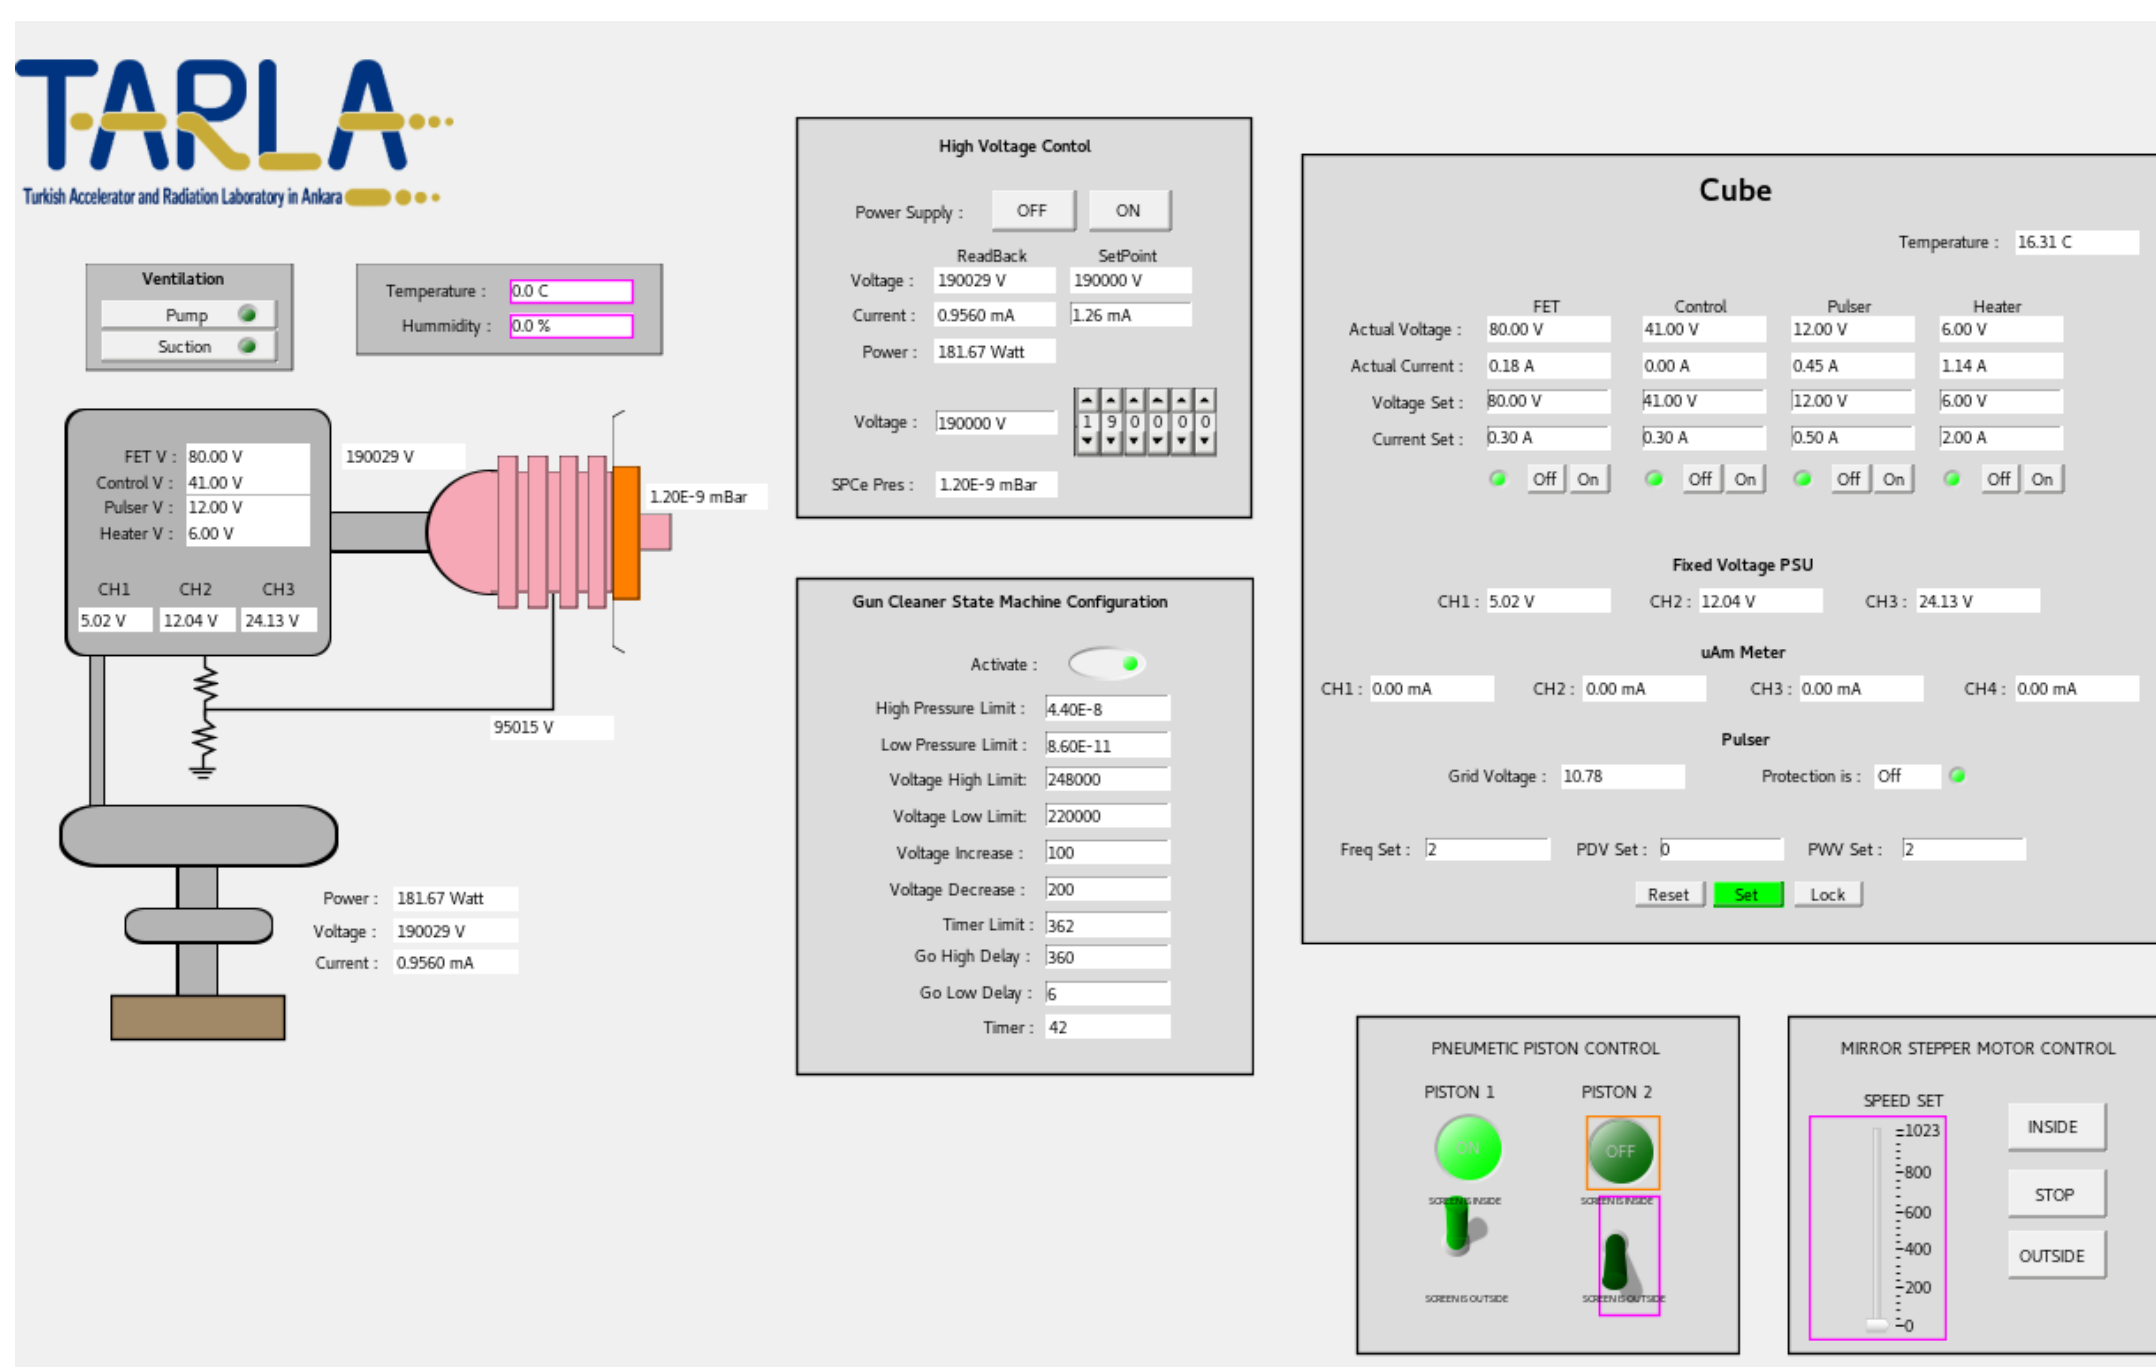 TARLA
Turkish Accelerator and Radiation Laboratory in Ankara
Ventilation
Pump
Suction
Temperature : 0.0 C
Hummidity : 0.0 %
FET V : 80.00 V
Control V : 41.00 V
Pulser V : 12.00 V
Heater V : 6.00 V
CH1 CH2 CH3
5.02 V 12.04 V 24.13 V
190029 V
1.20E-9 mBar
95015 V
Power : 181.67 Watt
Voltage : 190029 V
Current : 0.9560 mA
High Voltage Contol
Power Supply : OFF ON
ReadBack SetPoint
Voltage : 190029 V 190000 V
Current : 0.9560 mA 1.26 mA
Power : 181.67 Watt
Voltage : 190000 V 1 9 0 0 0 0
SPCe Pres : 1.20E-9 mBar
Gun Cleaner State Machine Configuration
Activate :
High Pressure Limit : 4.40E-8
Low Pressure Limit : 8.60E-11
Voltage High Limit: 248000
Voltage Low Limit: 220000
Voltage Increase : 100
Voltage Decrease : 200
Timer Limit : 362
Go High Delay : 360
Go Low Delay : 6
Timer : 42
Cube
Temperature : 16.31 C
FET Control Pulser Heater
Actual Voltage : 80.00 V 41.00 V 12.00 V 6.00 V
Actual Current : 0.18 A 0.00 A 0.45 A 1.14 A
Voltage Set : 80.00 V 41.00 V 12.00 V 6.00 V
Current Set : 0.30 A 0.30 A 0.50 A 2.00 A
Off On Off On Off On Off On
Fixed Voltage PSU
CH1 : 5.02 V CH2 : 12.04 V CH3 : 24.13 V
uAm Meter
CH1 : 0.00 mA CH2 : 0.00 mA CH3 : 0.00 mA CH4 : 0.00 mA
Pulser
Grid Voltage : 10.78 Protection is : Off
Freq Set : 2 PDV Set : 0 PWV Set : 2
Reset Set Lock
PNEUMETIC PISTON CONTROL
PISTON 1 PISTON 2
ON OFF
SCREEN IS INSIDE SCREEN IS INSIDE
SCREEN IS OUTSIDE SCREEN IS OUTSIDE
MIRROR STEPPER MOTOR CONTROL
SPEED SET
1023
800
600
400
200
0
INSIDE
STOP
OUTSIDE